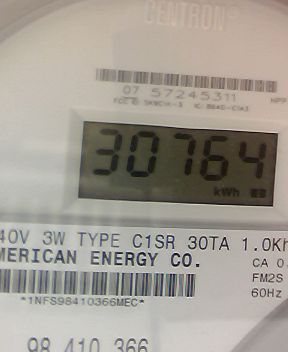 CENTRON®
07 57245311
30764
kWh
40V 3W TYPE C1SR 30TA 1.0Kh
MERICAN ENERGY CO.
CA 0.
FM2S
60Hz
*1NFS98410366MEC*
98 410 366